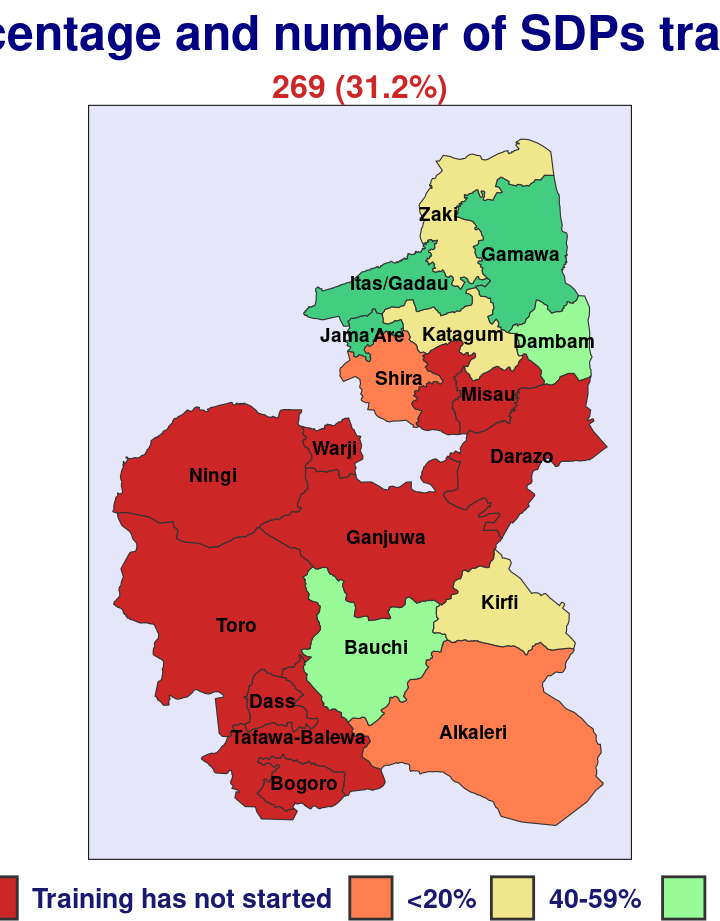 centage and number of SDPs tra
269 (31.2%)
Zaki
Gamawa
Itas/Gadau
Jama'Are
Katagum
Dambam
Shira
Misau
Warji
Darazo
Ningi
Ganjuwa
Kirfi
Toro
Bauchi
Dass
Alkaleri
Tafawa-Balewa
Bogoro
Training has not started <20% 40-59%